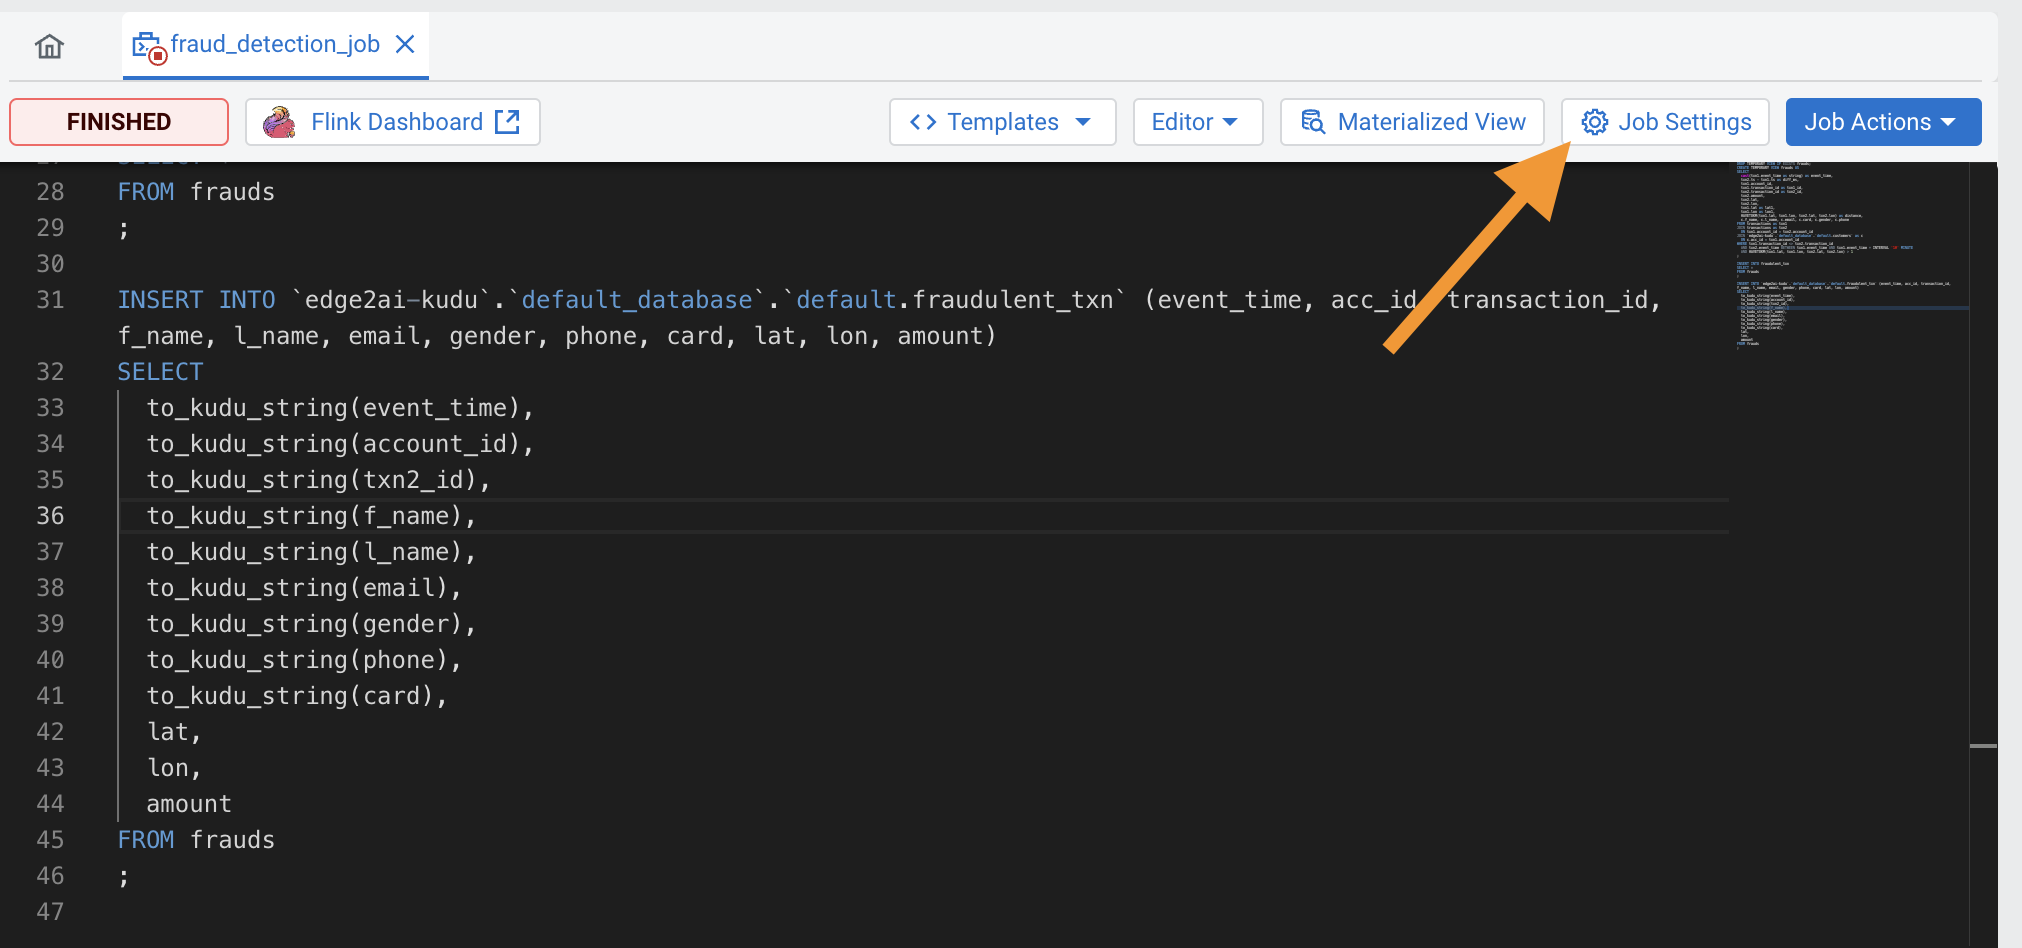 fraud_detection_job
FINISHED
Flink Dashboard
<> Templates
Editor
Materialized View
Job Settings
Job Actions
28 FROM frauds
29 ;
30
31 INSERT INTO `edge2ai-kudu`.`default_database`.`default.fraudulent_txn` (event_time, acc_id, transaction_id,
f_name, l_name, email, gender, phone, card, lat, lon, amount)
32 SELECT
33 to_kudu_string(event_time),
34 to_kudu_string(account_id),
35 to_kudu_string(txn2_id),
36 to_kudu_string(f_name),
37 to_kudu_string(l_name),
38 to_kudu_string(email),
39 to_kudu_string(gender),
40 to_kudu_string(phone),
41 to_kudu_string(card),
42 lat,
43 lon,
44 amount
45 FROM frauds
46 ;
47